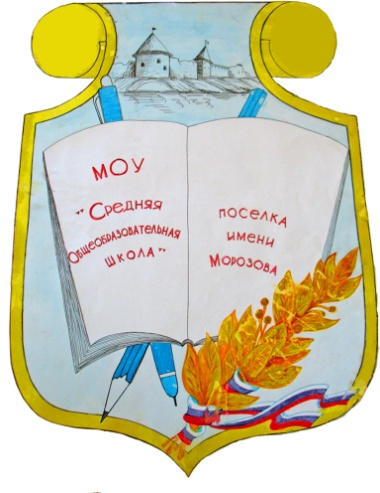 МОУ
"Средняя
Общеобразовательная
школа"
поселка
имени
Морозова